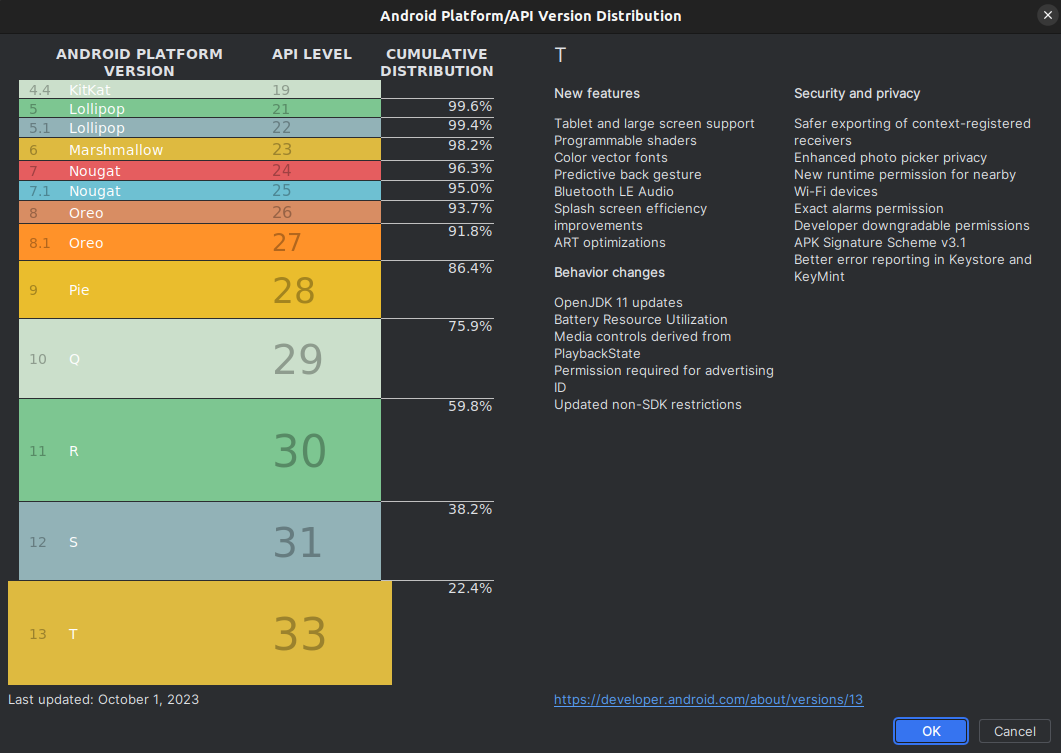 Android Platform/API Version Distribution
ANDROID PLATFORM
VERSION
API LEVEL
CUMULATIVE
DISTRIBUTION
4.4 KitKat 19
5 Lollipop 21
99.6%
5.1 Lollipop 22
99.4%
6 Marshmallow 23
98.2%
7 Nougat 24
96.3%
7.1 Nougat 25
95.0%
8 Oreo 26
93.7%
8.1 Oreo 27
91.8%
9 Pie 28
86.4%
10 Q 29
75.9%
11 R 30
59.8%
12 S 31
38.2%
13 T 33
22.4%
Last updated: October 1, 2023
T
New features
Tablet and large screen support
Programmable shaders
Color vector fonts
Predictive back gesture
Bluetooth LE Audio
Splash screen efficiency
improvements
ART optimizations
Behavior changes
OpenJDK 11 updates
Battery Resource Utilization
Media controls derived from
PlaybackState
Permission required for advertising
ID
Updated non-SDK restrictions
Security and privacy
Safer exporting of context-registered
receivers
Enhanced photo picker privacy
New runtime permission for nearby
Wi-Fi devices
Exact alarms permission
Developer downgradable permissions
APK Signature Scheme v3.1
Better error reporting in Keystore and
KeyMint
https://developer.android.com/about/versions/13
OK
Cancel